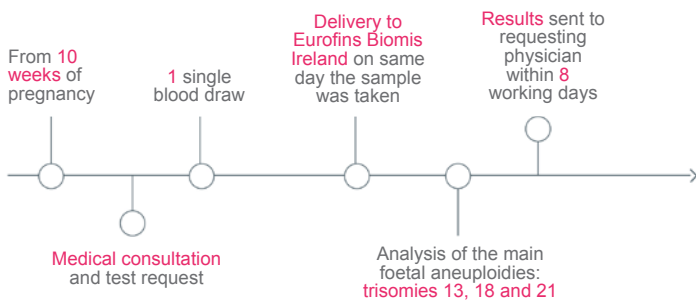 From 10
weeks of
pregnancy
Medical consultation
and test request
1 single
blood draw
Delivery to
Eurofins Biomis
Ireland on same
day the sample
was taken
Analysis of the main
foetal aneuploidies:
trisomies 13, 18 and 21
Results sent to
requesting
physician
within 8
working days